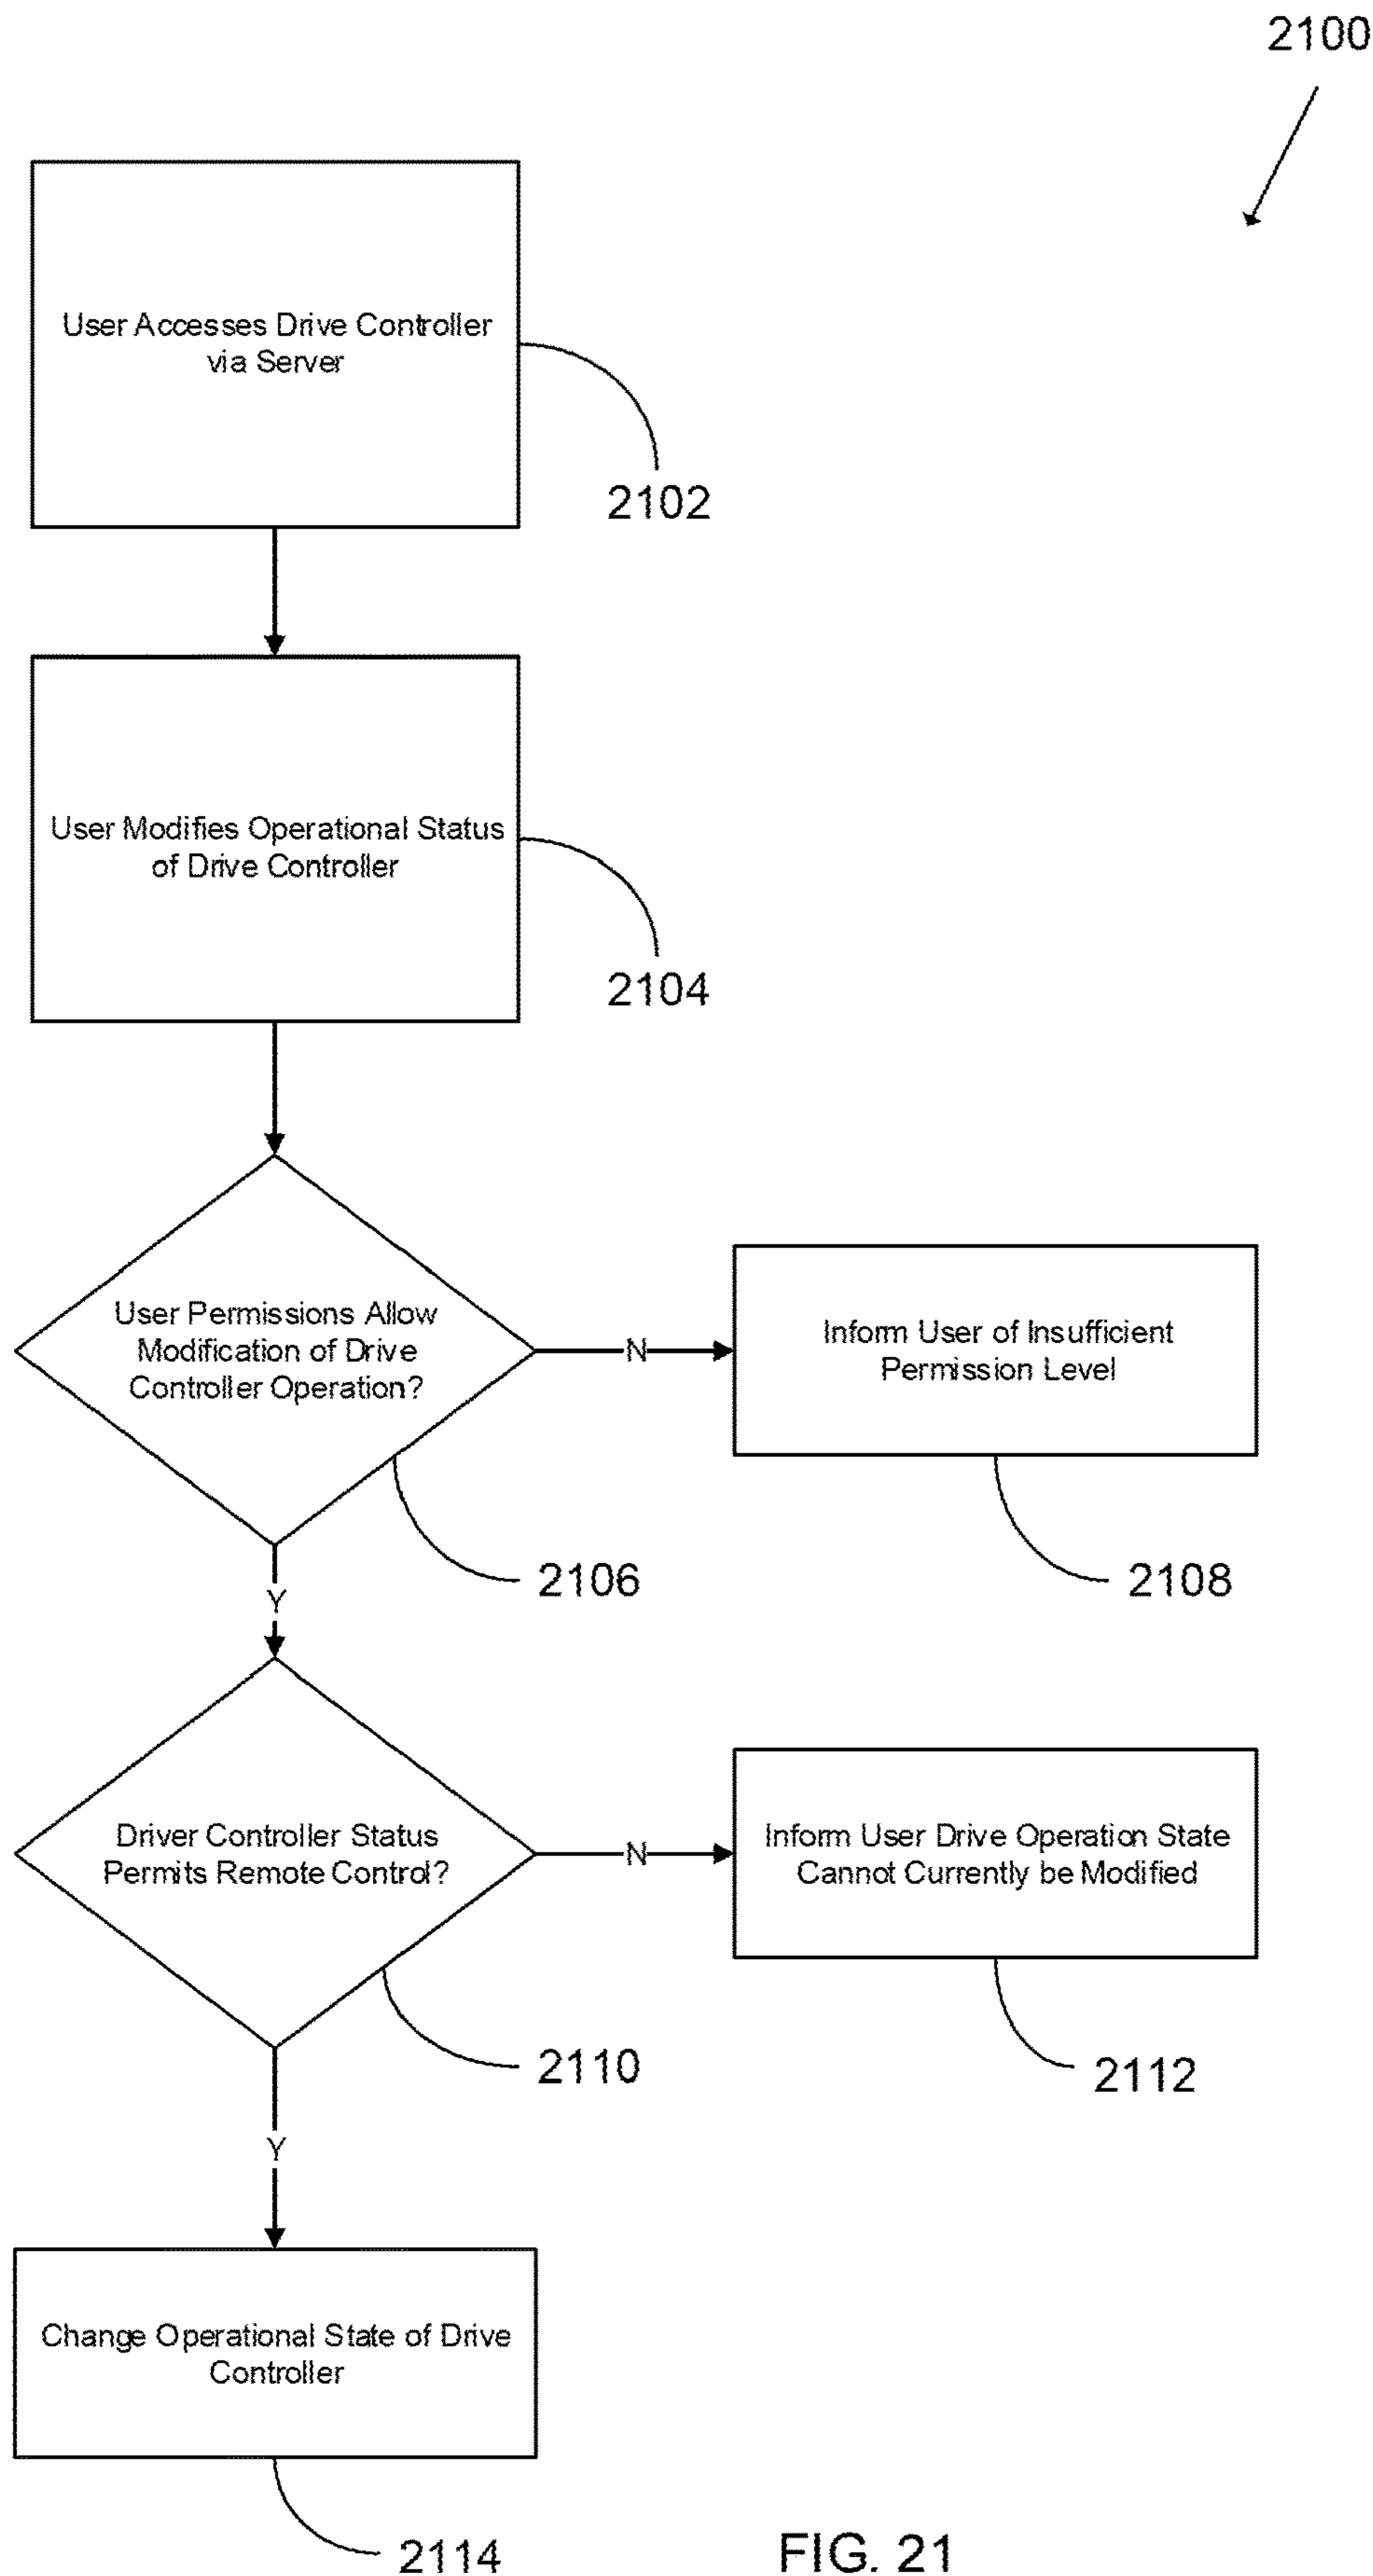 2100
User Accesses Drive Controller
via Server
2102
User Modifies Operational Status
of Drive Controller
2104
User Permissions Allow
Modification of Drive
Controller Operation?
N
Inform User of Insufficient
Permission Level
2106
2108
Y
Driver Controller Status
Permits Remote Control?
N
Inform User Drive Operation State
Cannot Currently be Modified
2110
2112
Y
Change Operational State of Drive
Controller
2114
FIG. 21